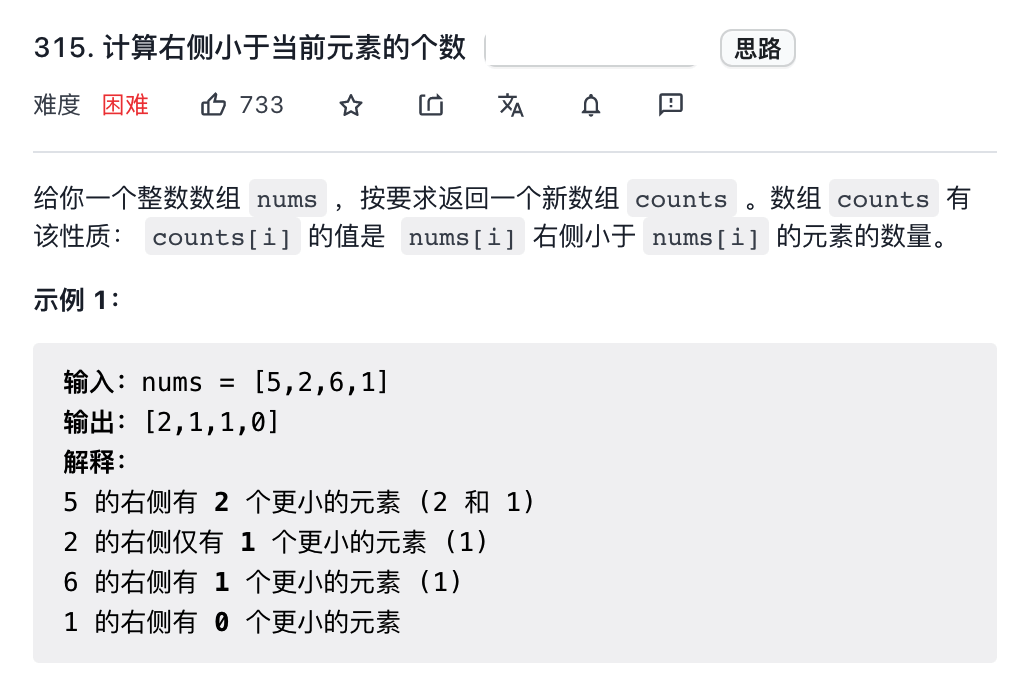 315. 计算右侧小于当前元素的个数 思路
难度 困难 733
给你一个整数数组 nums ，按要求返回一个新数组 counts 。数组 counts 有
该性质： counts[i] 的值是 nums[i] 右侧小于 nums[i] 的元素的数量。
示例 1：
输入：nums = [5,2,6,1]
输出：[2,1,1,0]
解释：
5 的右侧有 2 个更小的元素 (2 和 1)
2 的右侧仅有 1 个更小的元素 (1)
6 的右侧有 1 个更小的元素 (1)
1 的右侧有 0 个更小的元素